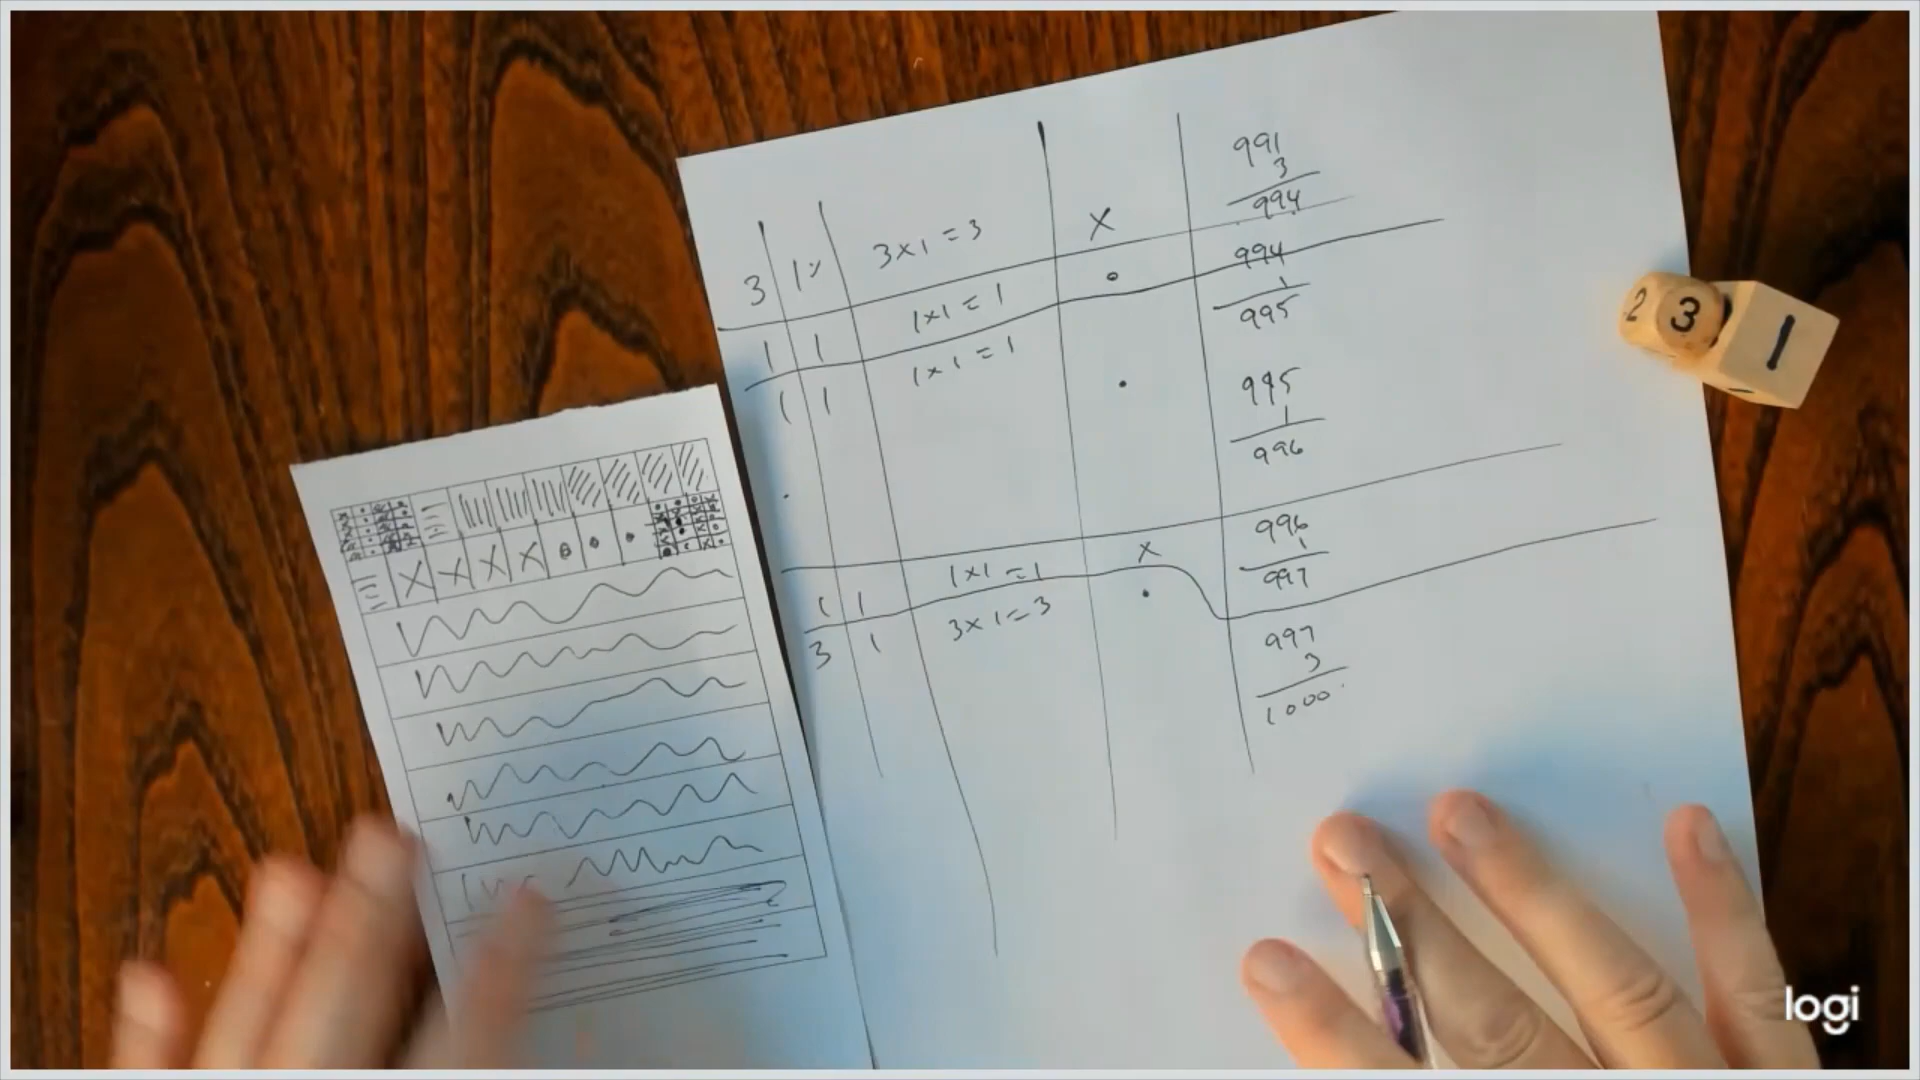 991
3
994
3 1x 3x1=3 X
994
1
995
1 1 1x1=1
1 1 1x1=1
995
1
996
996
1
997
1 1 1x1=1 X
3 1 3x1=3
997
3
1000
X X X X
2 3 1
logi